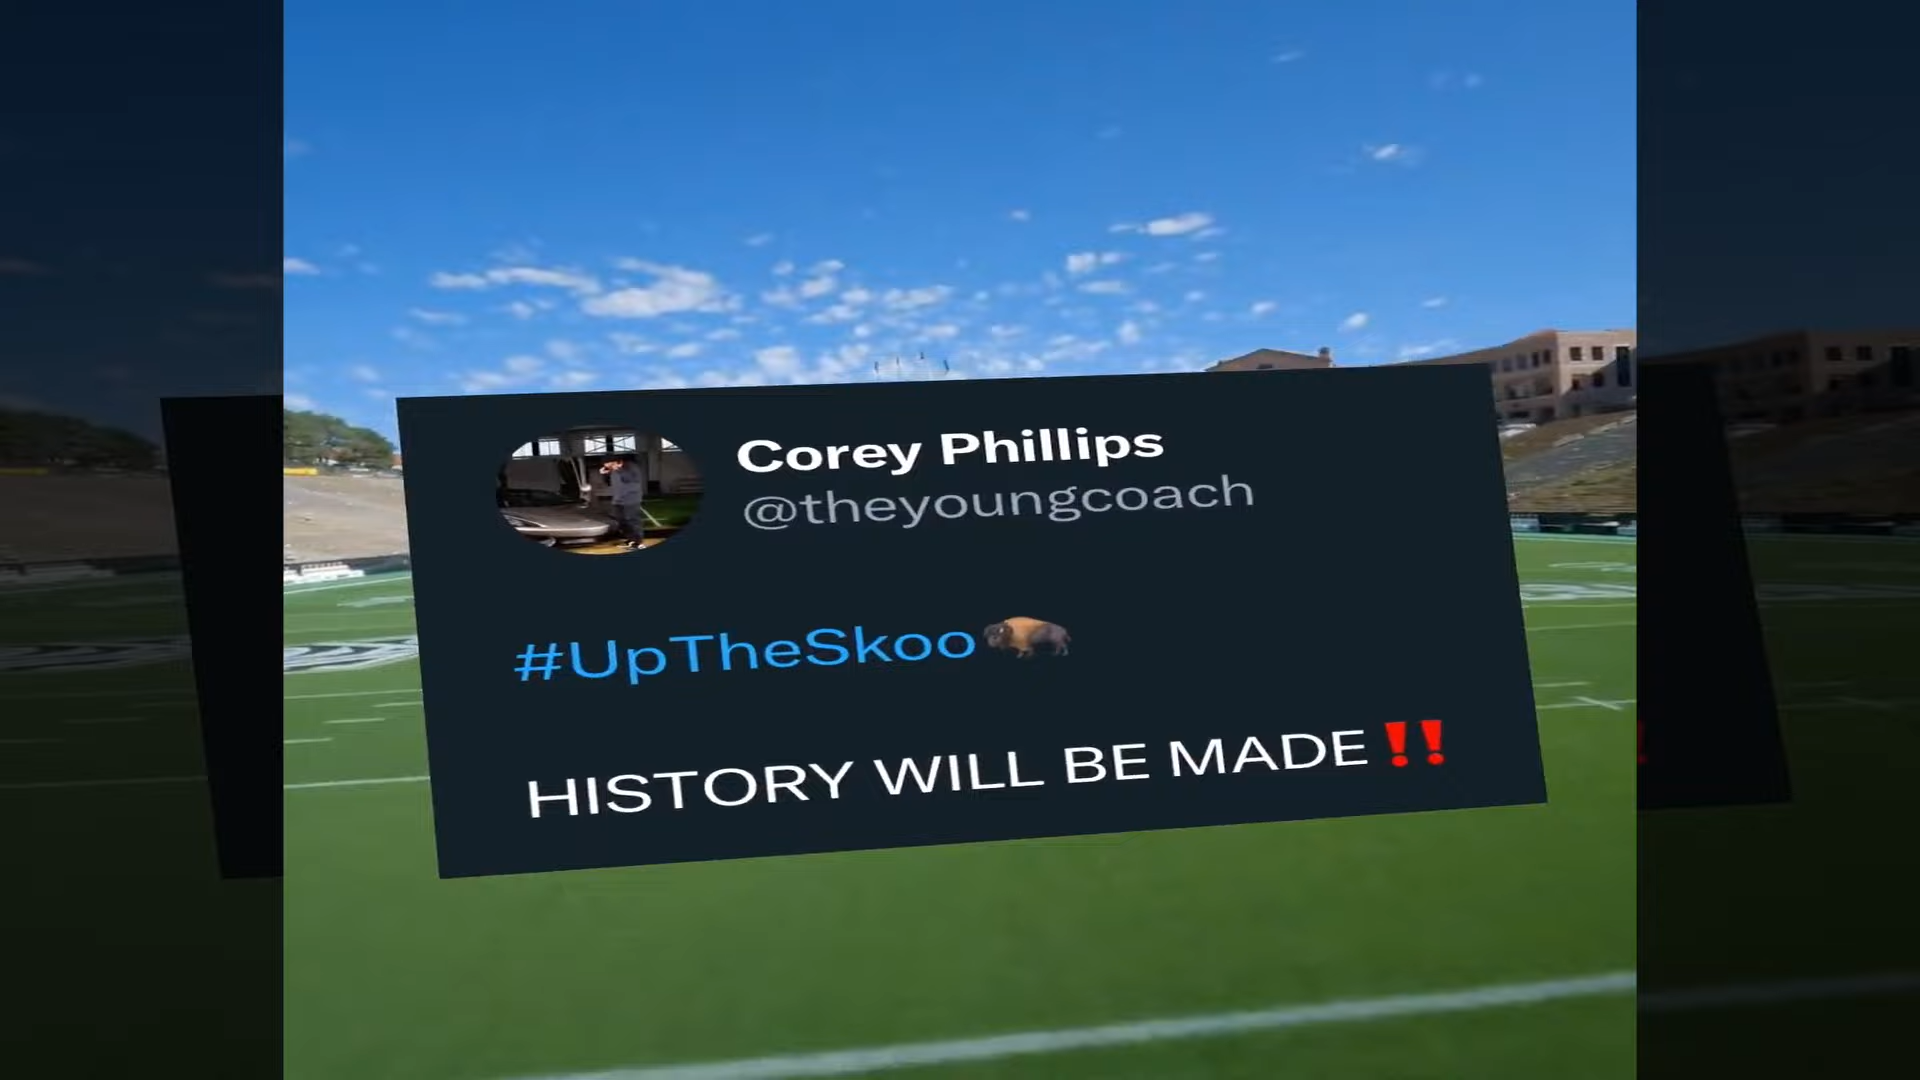 Corey Phillips
@theyoungcoach
#UpTheSkoo🦬
HISTORY WILL BE MADE‼️